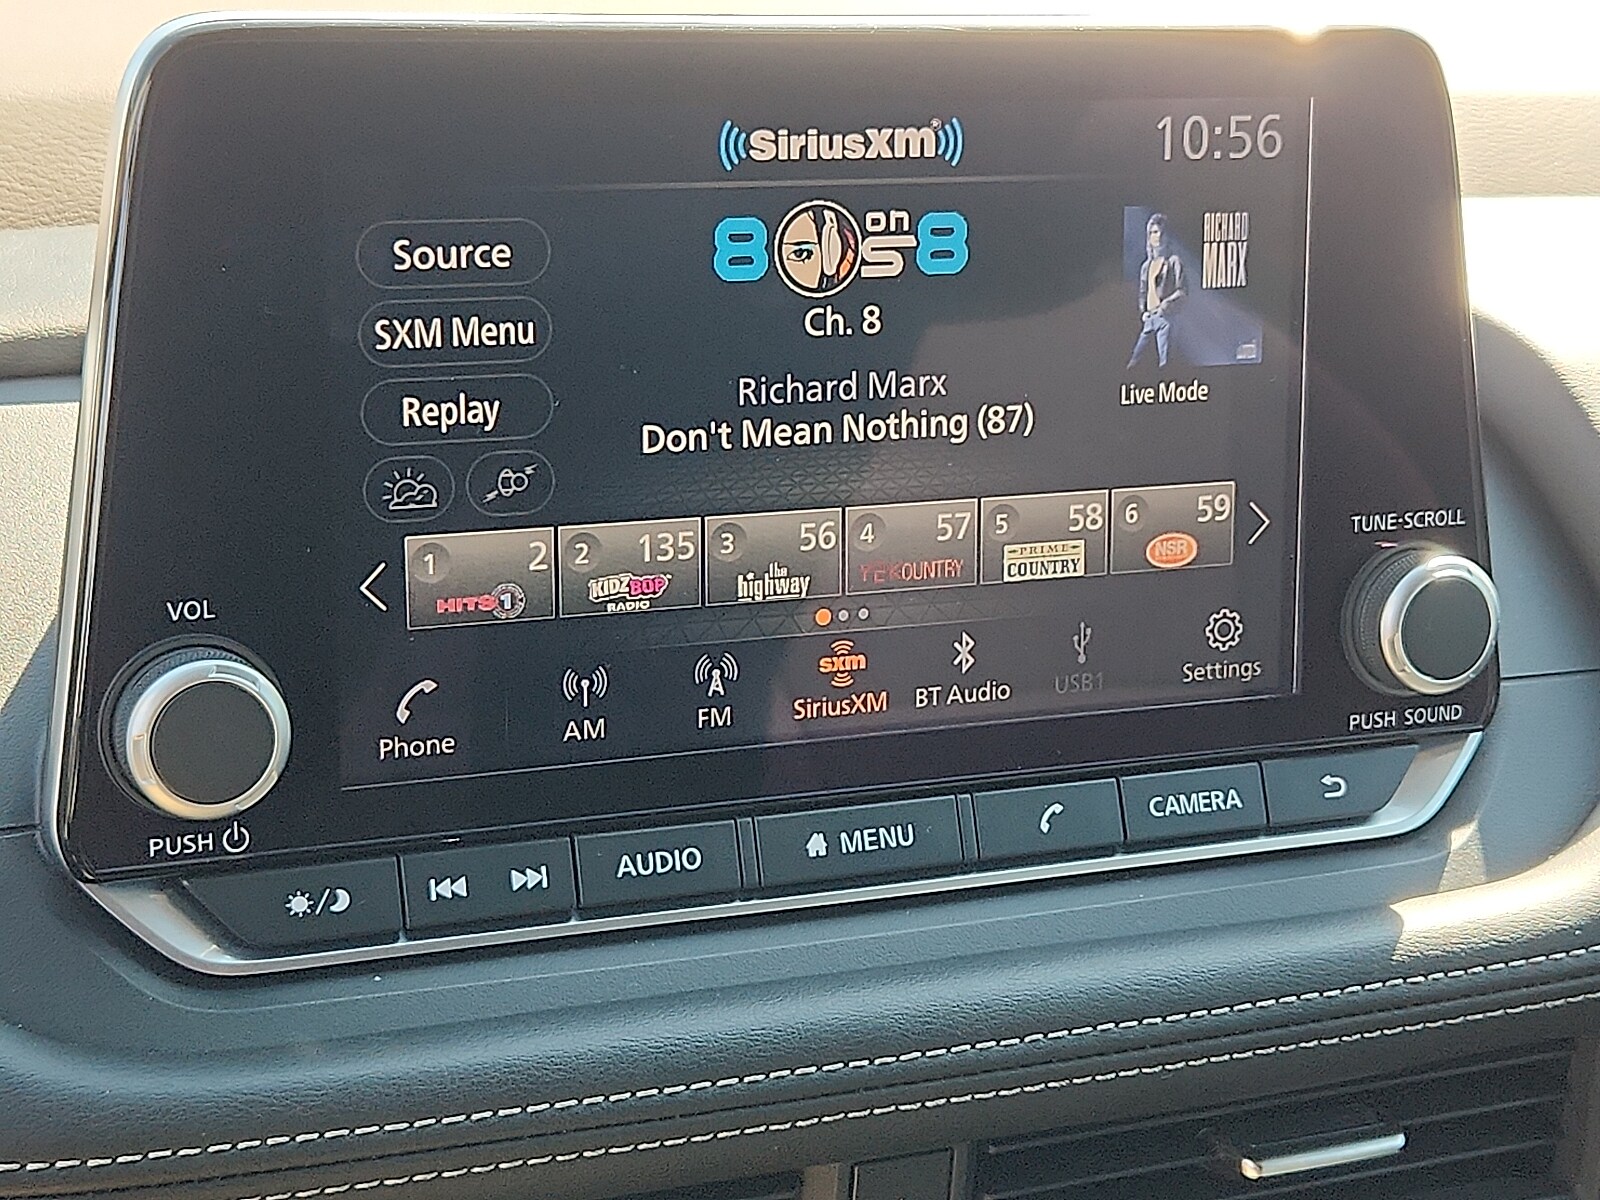 SiriusXM
10:56
Source
8 on 8
RICHARD
MARX
SXM Menu
Ch. 8
Replay
Richard Marx
Live Mode
Don't Mean Nothing (87)
1 2
HITS 1
2 135
KIDZ BOP
RADIO
3 56
the
highway
4 57
5 58
PRIME
COUNTRY
6 59
NSR
VOL
TUNE-SCROLL
Phone
AM
FM
sxm
SiriusXM
BT Audio
USB1
Settings
PUSH
PUSH SOUND
AUDIO
MENU
CAMERA